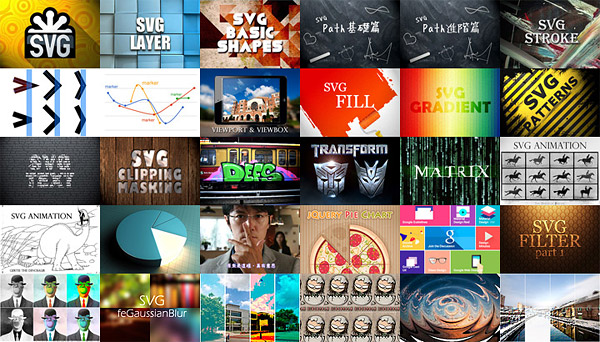 SVG
SVG
LAYER
SVG
BASIC
SHAPES
SVG
Path基礎篇
SVG
Path進階篇
SVG
STROKE
marker
marker
marker
marker
VIEWPORT & VIEWBOX
SVG
FILL
SVG
GRADIENT
SVG
PATTERNS
SVG
TEXT
SVG
CLIPPING
MASKING
DEFS
TRANSFORM
MATRIX
SVG ANIMATION
SVG ANIMATION
GERTIE THE DINOSAUR
jQuery Pie Chart
SVG
FILTER
part 1
SVG
feGaussianBlur